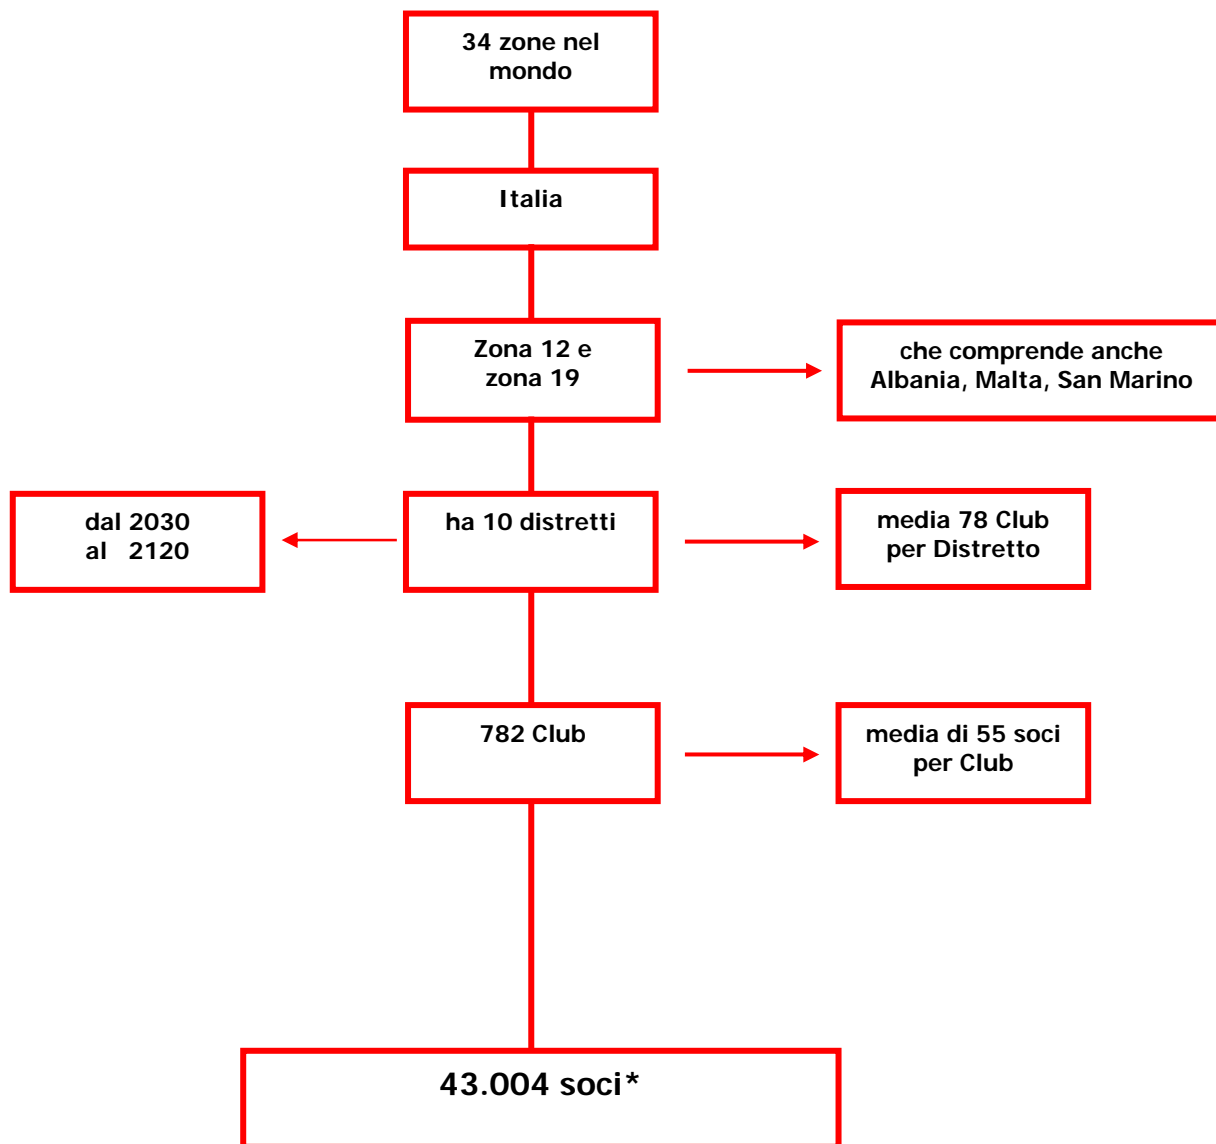 34 zone nel
mondo
Italia
Zona 12 e
zona 19
che comprende anche
Albania, Malta, San Marino
dal 2030
al 2120
ha 10 distretti
media 78 Club
per Distretto
782 Club
media di 55 soci
per Club
43.004 soci*